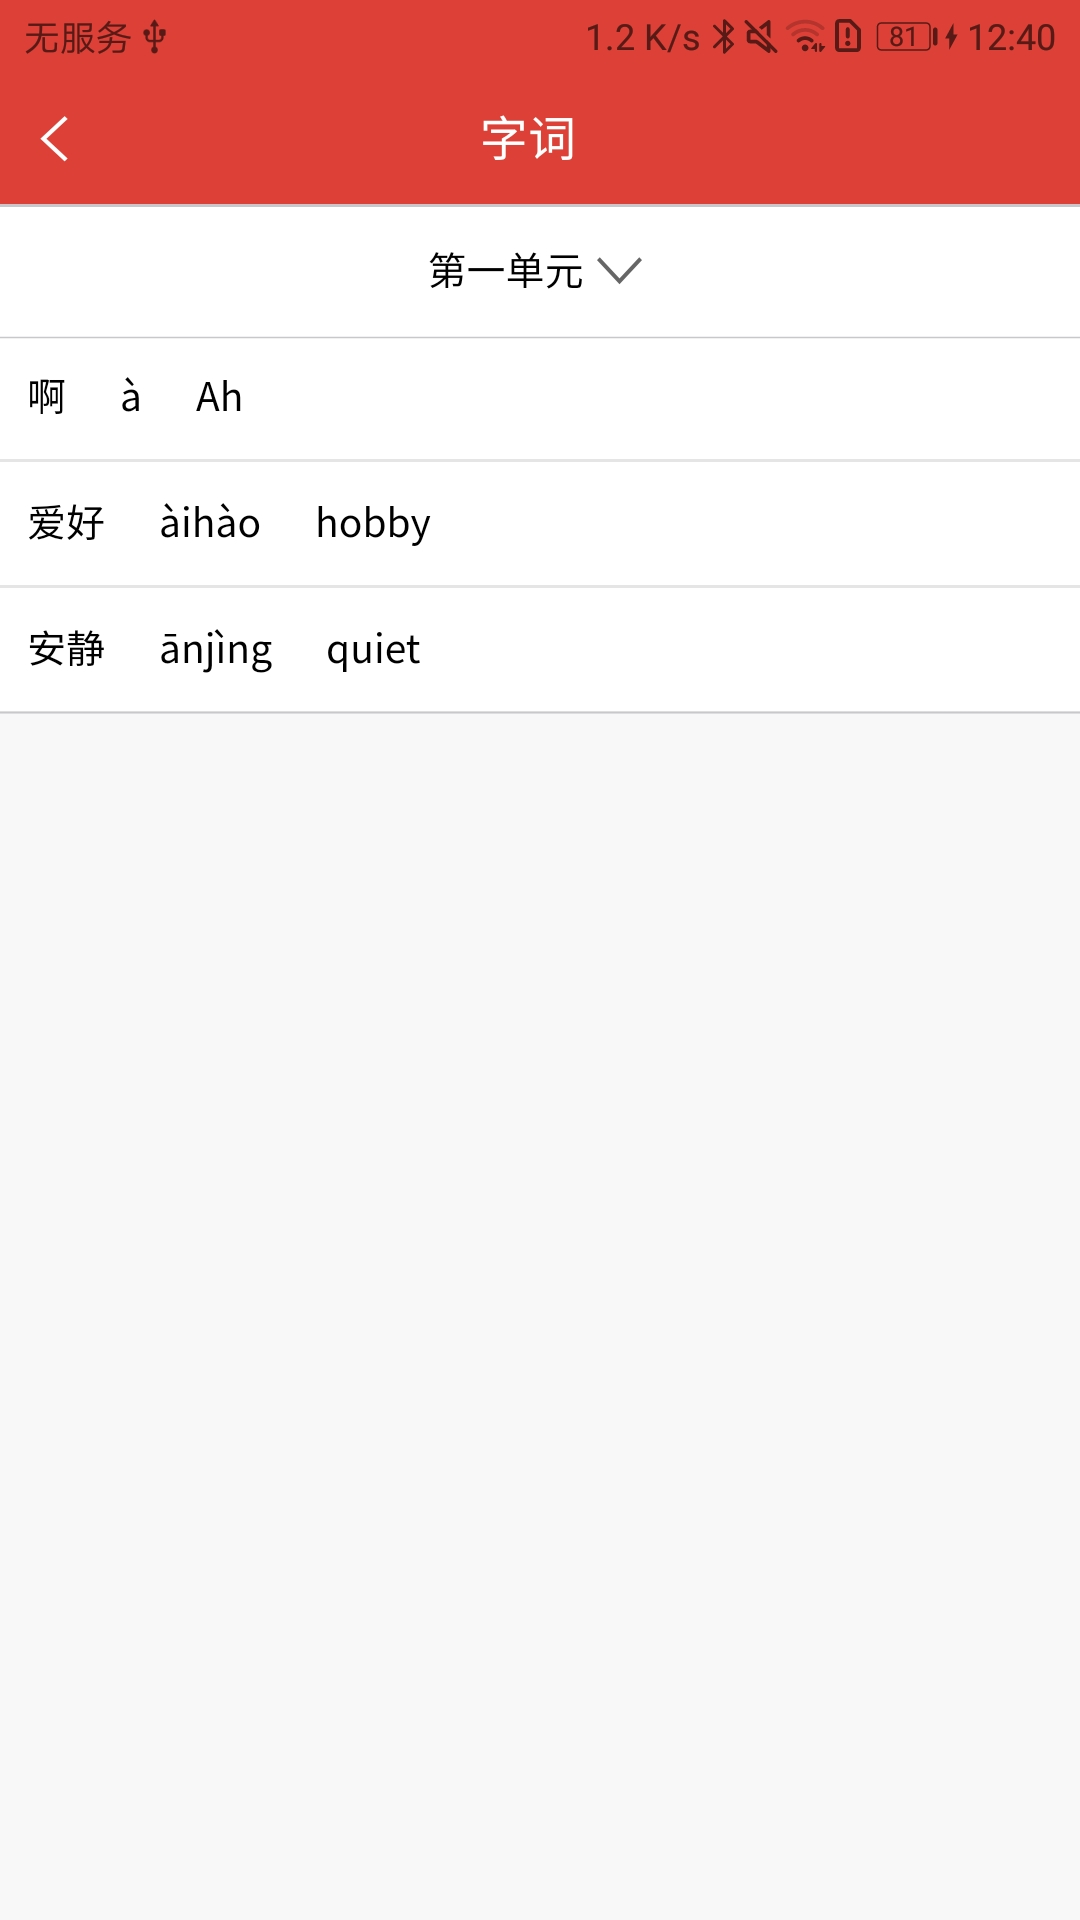 无服务 1.2 K/s 81 12:40
字词
第一单元
啊 à Ah
爱好 àihào hobby
安静 ānjìng quiet